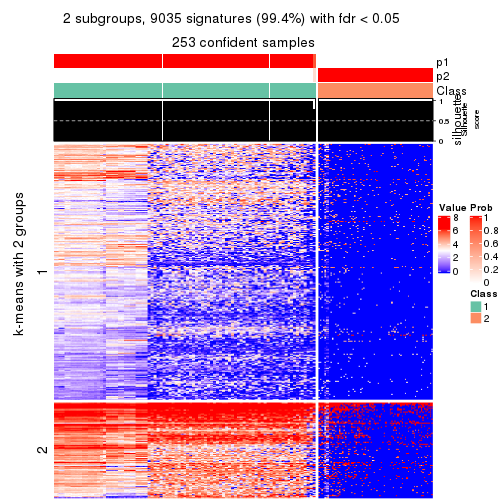 2 subgroups, 9035 signatures (99.4%) with fdr < 0.05
253 confident samples
p1
p2
Class
1
0.5
0
silhouette
Silhouette
score
k-means with 2 groups
1
2
Value
8
6
4
2
0
Prob
1
0.8
0.6
0.4
0.2
0
Class
1
2